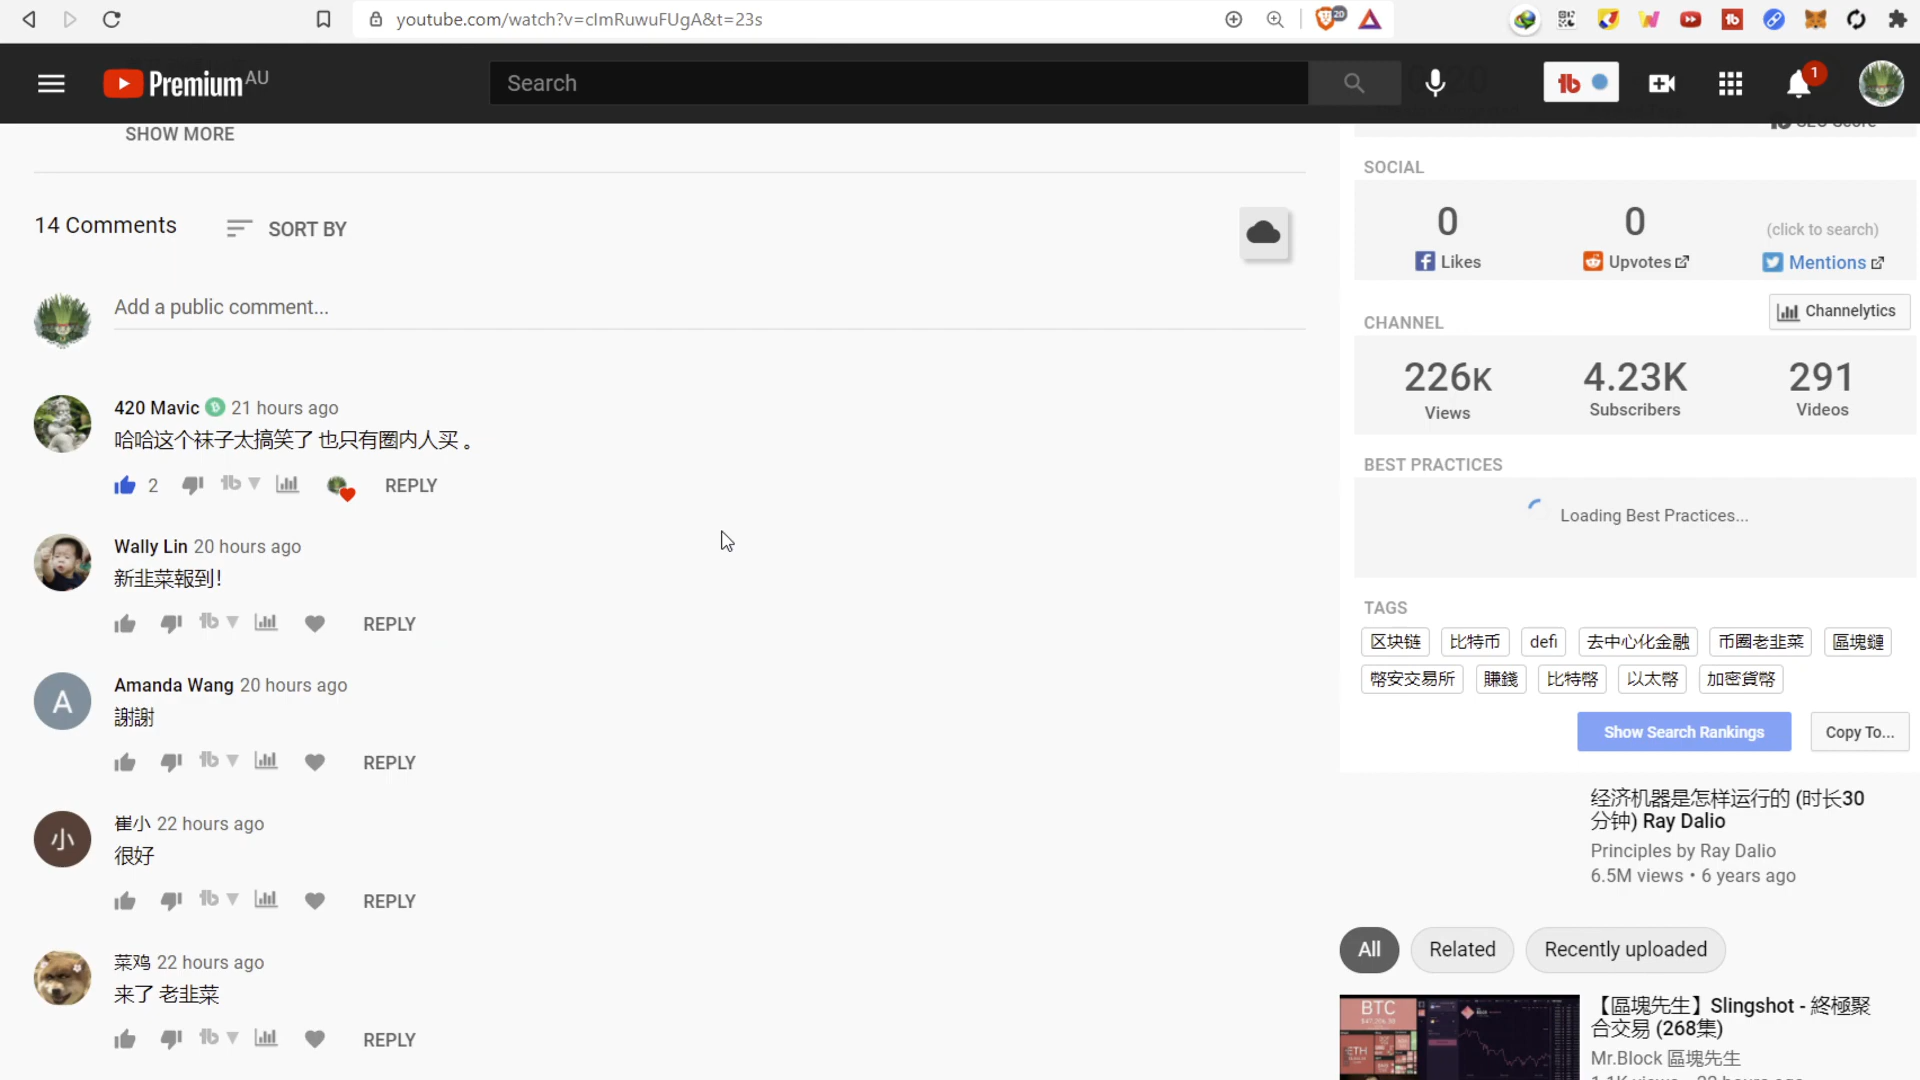 youtube.com/watch?v=cImRuwuFUgA&t=23s
20
Premium AU
Search
1
SHOW MORE
14 Comments
SORT BY
Add a public comment...
420 Mavic 21 hours ago
哈哈这个袜子太搞笑了 也只有圈内人买 。
2
REPLY
Wally Lin 20 hours ago
新韭菜報到！
REPLY
A
Amanda Wang 20 hours ago
謝謝
REPLY
小
崔小 22 hours ago
很好
REPLY
菜鸡 22 hours ago
来了 老韭菜
REPLY
SEO Score
SOCIAL
0
Likes
0
Upvotes
(click to search)
Mentions
CHANNEL
Channelytics
226K
Views
4.23K
Subscribers
291
Videos
BEST PRACTICES
Loading Best Practices...
TAGS
区块链 比特币 defi 去中心化金融 币圈老韭菜 區塊鏈
幣安交易所 賺錢 比特幣 以太幣 加密貨幣
Show Search Rankings
Copy To...
经济机器是怎样运行的 (时长30
分钟) Ray Dalio
Principles by Ray Dalio
6.5M views • 6 years ago
All
Related
Recently uploaded
BTC
ETH
【區塊先生】Slingshot - 終極聚
合交易 (268集)
Mr.Block 區塊先生